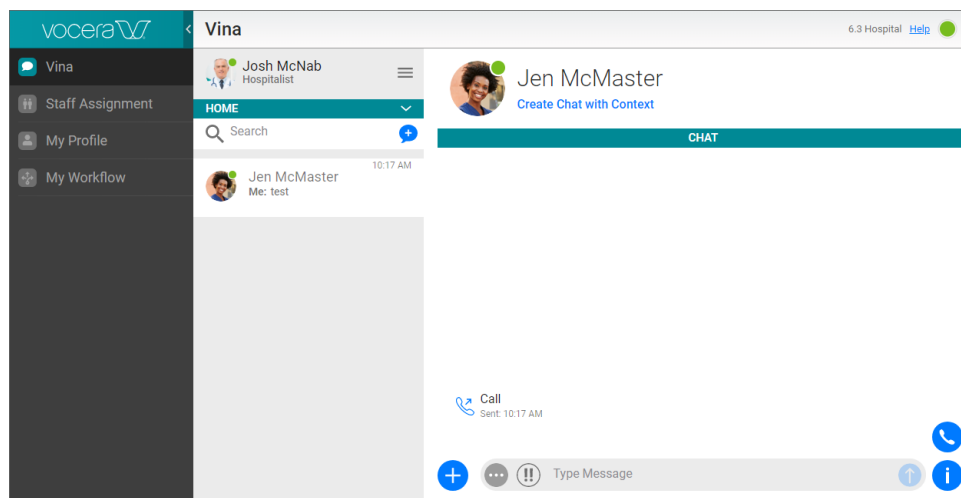 vocera
Vina
6.3 Hospital Help
Vina
Staff Assignment
My Profile
My Workflow
Josh McNab
Hospitalist
HOME
Search
10:17 AM
Jen McMaster
Me: test
Jen McMaster
Create Chat with Context
CHAT
Call
Sent: 10:17 AM
Type Message